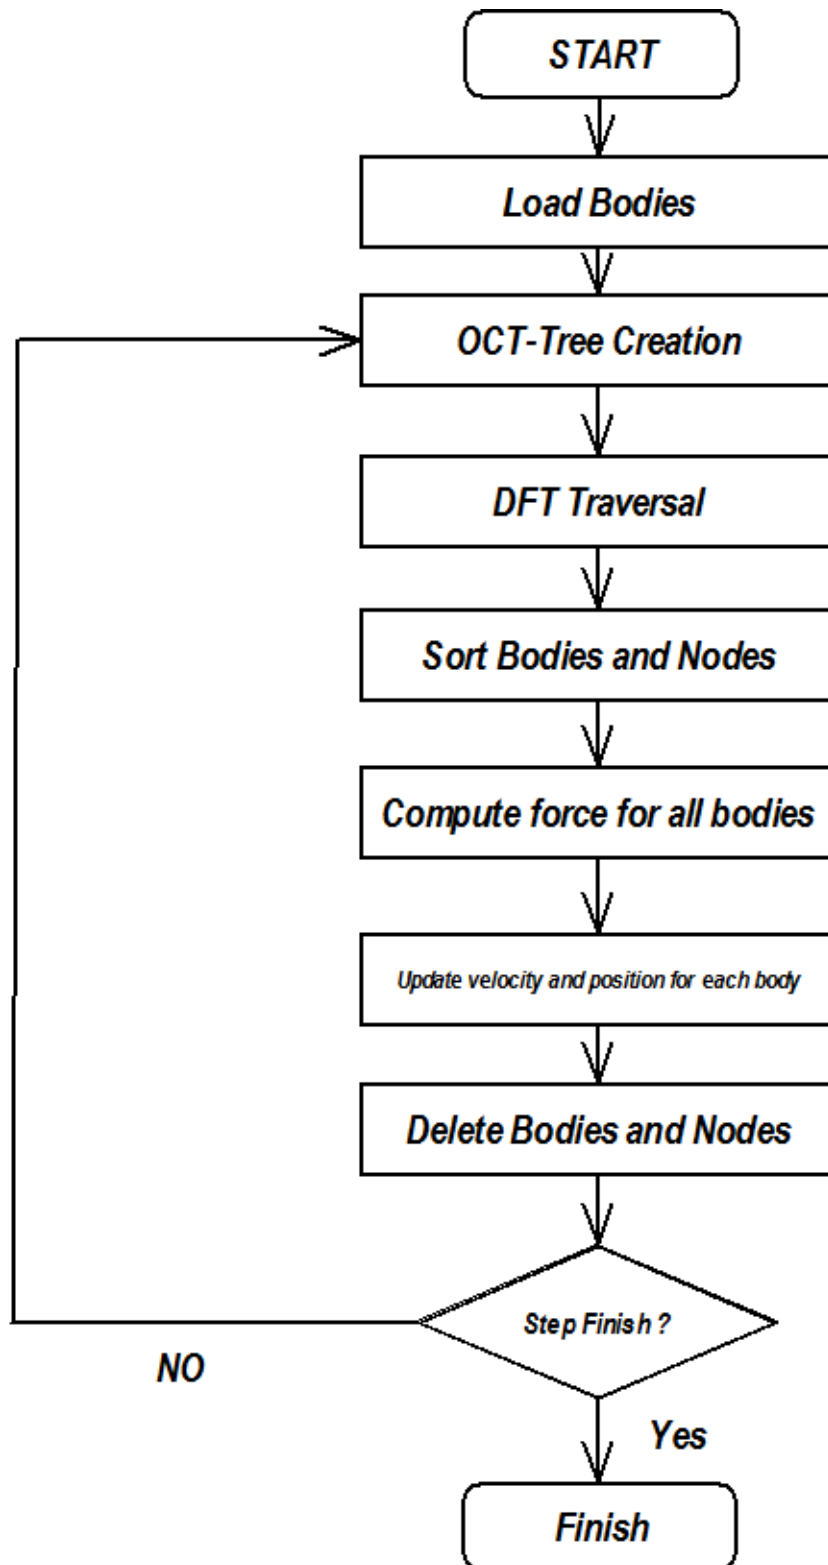 START
Load Bodies
OCT-Tree Creation
DFT Traversal
Sort Bodies and Nodes
Compute force for all bodies
Update velocity and position for each body
Delete Bodies and Nodes
Step Finish ?
NO
Yes
Finish